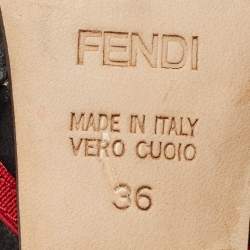 FENDI
MADE IN ITALY
VERO CUOIO
36